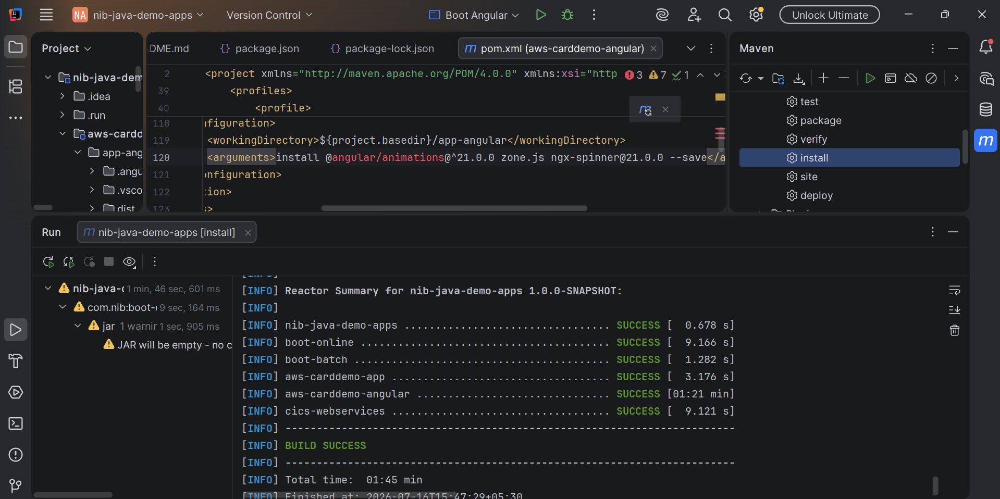 NA nib-java-demo-apps Version Control Boot Angular Unlock Ultimate
Project
DME.md {} package.json {} package-lock.json m pom.xml (aws-carddemo-angular)
Maven
nib-java-dem
.idea
.run
aws-cardd
app-ang
.angu
.vsco
dist
2 <project xmlns="http://maven.apache.org/POM/4.0.0" xmlns:xsi="http 3 7 1
39 <profiles>
40 <profile>
118 figuration>
119 <workingDirectory>${project.basedir}/app-angular</workingDirectory>
120 <arguments>install @angular/animations@^21.0.0 zone.js ngx-spinner@21.0.0 --save</a
121 nfiguration>
122 tion>
123 s>
test
package
verify
install
site
deploy
m
Run m nib-java-demo-apps [install]
nib-java-d 1 min, 46 sec, 601 ms
com.nib:boot- 9 sec, 164 ms
jar 1 warnir 1 sec, 905 ms
JAR will be empty - no c
[INFO]
[INFO] Reactor Summary for nib-java-demo-apps 1.0.0-SNAPSHOT:
[INFO]
[INFO] nib-java-demo-apps ................................. SUCCESS [  0.678 s]
[INFO] boot-online ........................................ SUCCESS [  9.166 s]
[INFO] boot-batch ......................................... SUCCESS [  1.282 s]
[INFO] aws-carddemo-app ................................... SUCCESS [  3.176 s]
[INFO] aws-carddemo-angular ............................... SUCCESS [01:21 min]
[INFO] cics-webservices ................................... SUCCESS [  9.121 s]
[INFO] ------------------------------------------------------------------------
[INFO] BUILD SUCCESS
[INFO] ------------------------------------------------------------------------
[INFO] Total time:  01:45 min
[INFO] Finished at: 2026-07-16T15:47:29+05:30